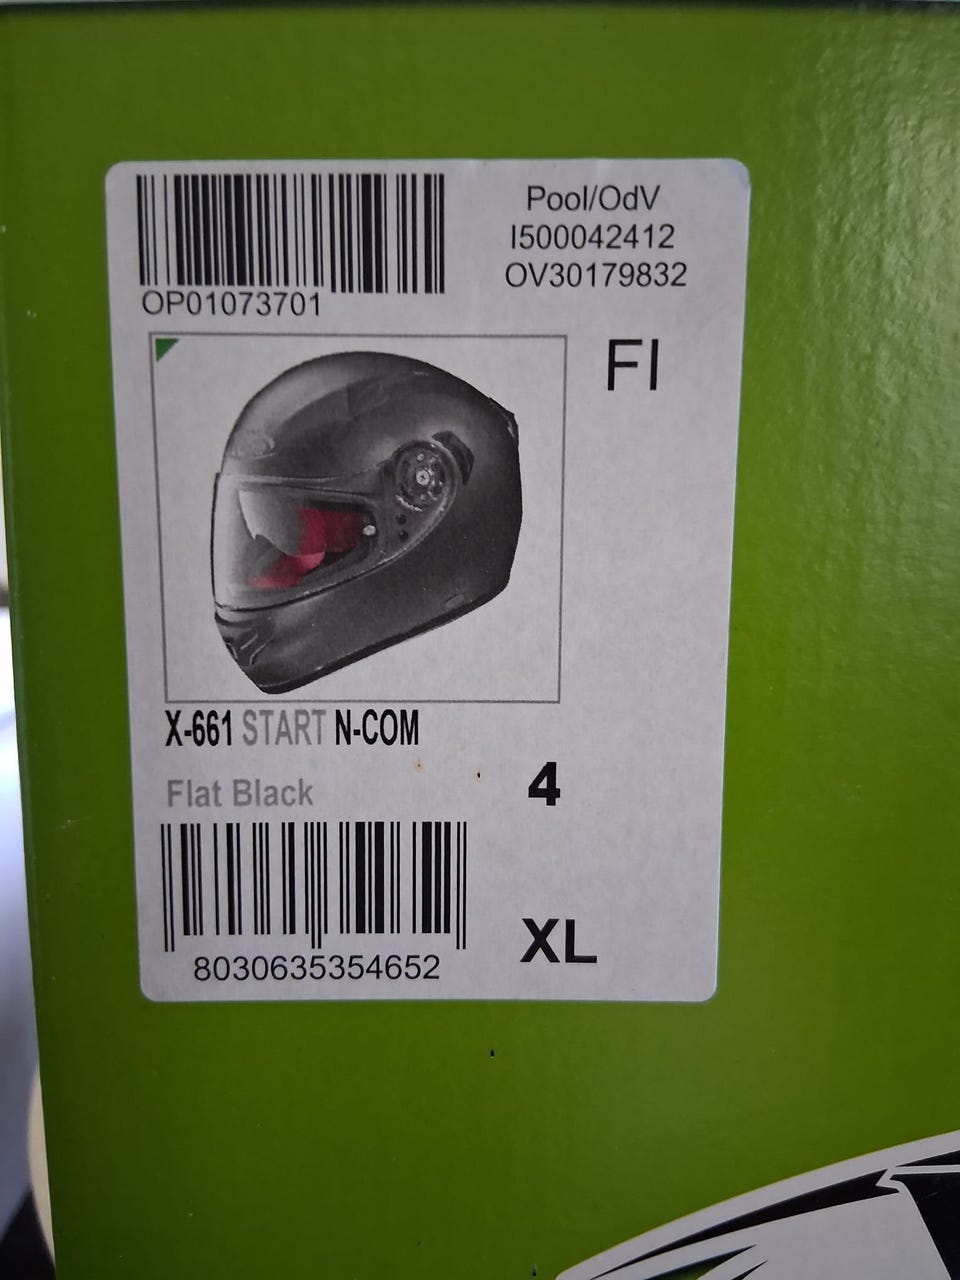 Pool/OdV
I500042412
OV30179832
OP01073701
FI
X-661 START N-COM
Flat Black
4
8030635354652
XL